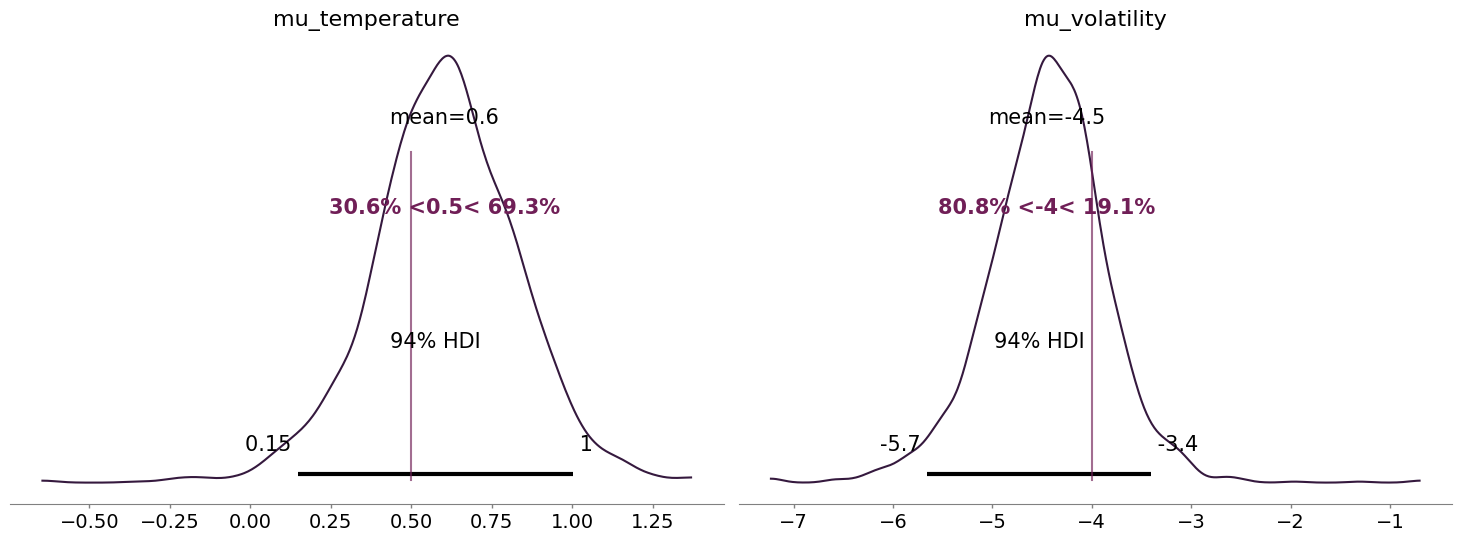 mu_temperature
mean=0.6
30.6% <0.5< 69.3%
94% HDI
0.15 1
−0.50 −0.25 0.00 0.25 0.50 0.75 1.00 1.25
mu_volatility
mean=-4.5
80.8% <-4< 19.1%
94% HDI
-5.7 -3.4
−7 −6 −5 −4 −3 −2 −1